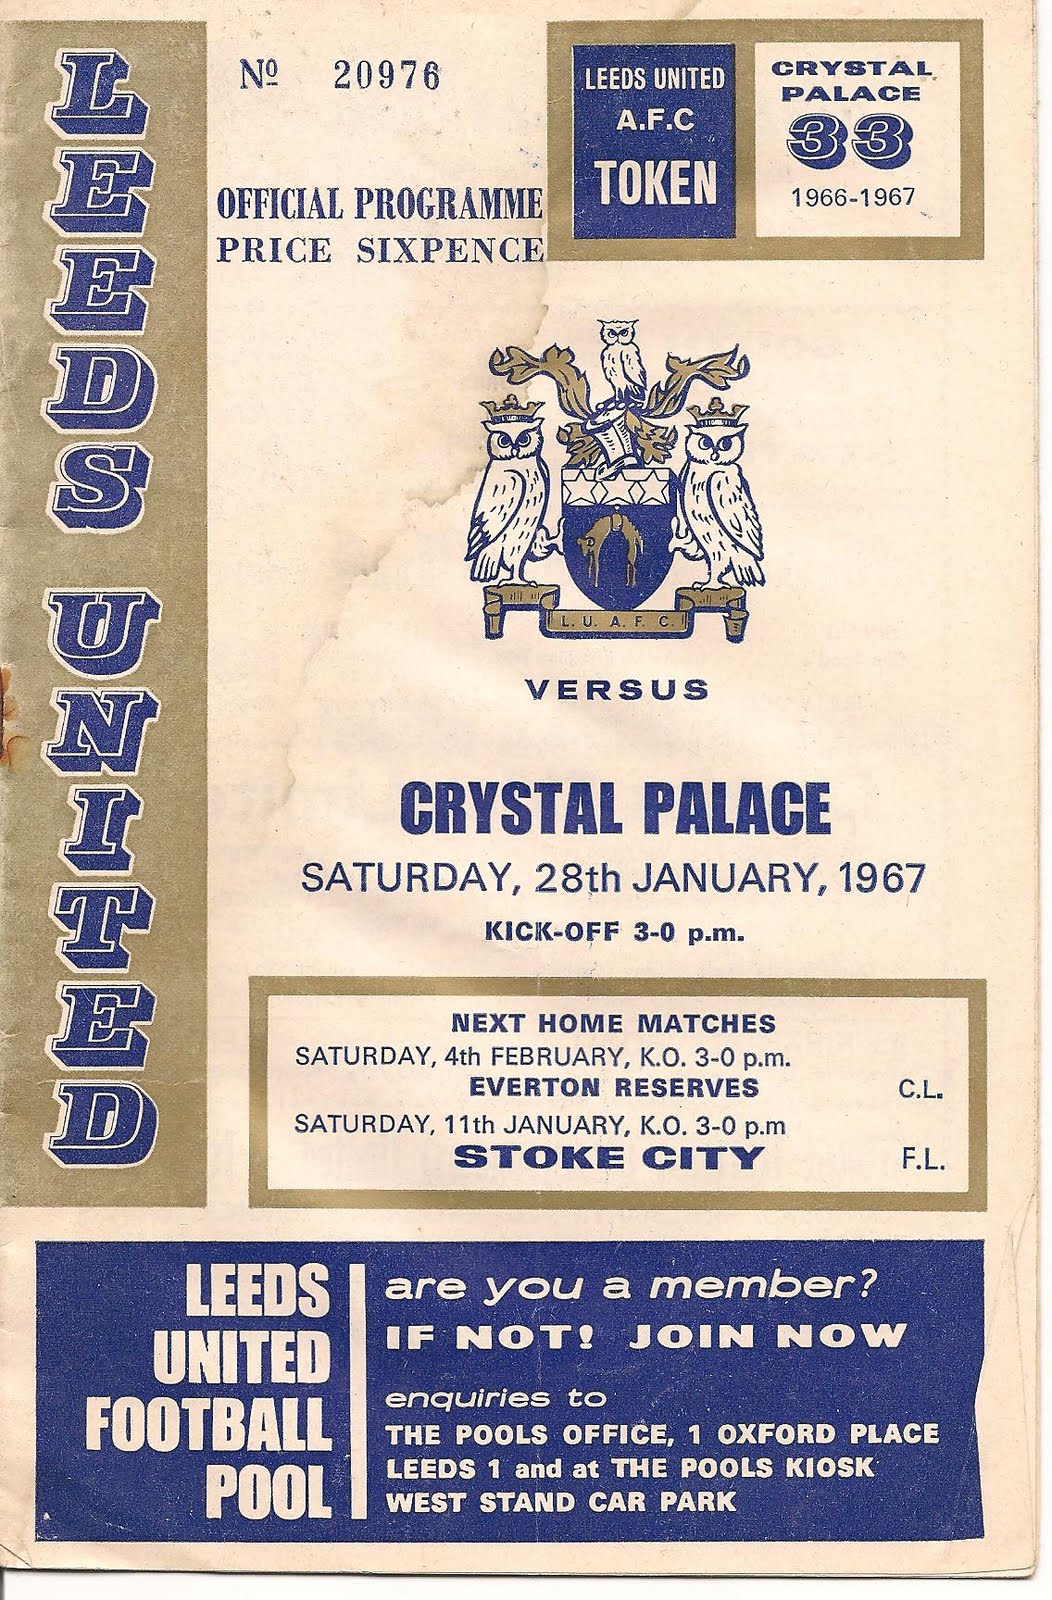 LEEDS UNITED
Nº 20976
OFFICIAL PROGRAMME
PRICE SIXPENCE
LEEDS UNITED
A.F.C
TOKEN
CRYSTAL
PALACE
33
1966-1967
L. U. A. F. C.
VERSUS
CRYSTAL PALACE
SATURDAY, 28th JANUARY, 1967
KICK-OFF 3-0 p.m.
NEXT HOME MATCHES
SATURDAY, 4th FEBRUARY, K.O. 3-0 p.m.
EVERTON RESERVES C.L.
SATURDAY, 11th JANUARY, K.O. 3-0 p.m
STOKE CITY F.L.
LEEDS
UNITED
FOOTBALL
POOL
are you a member?
IF NOT! JOIN NOW
enquiries to
THE POOLS OFFICE, 1 OXFORD PLACE
LEEDS 1 and at THE POOLS KIOSK
WEST STAND CAR PARK